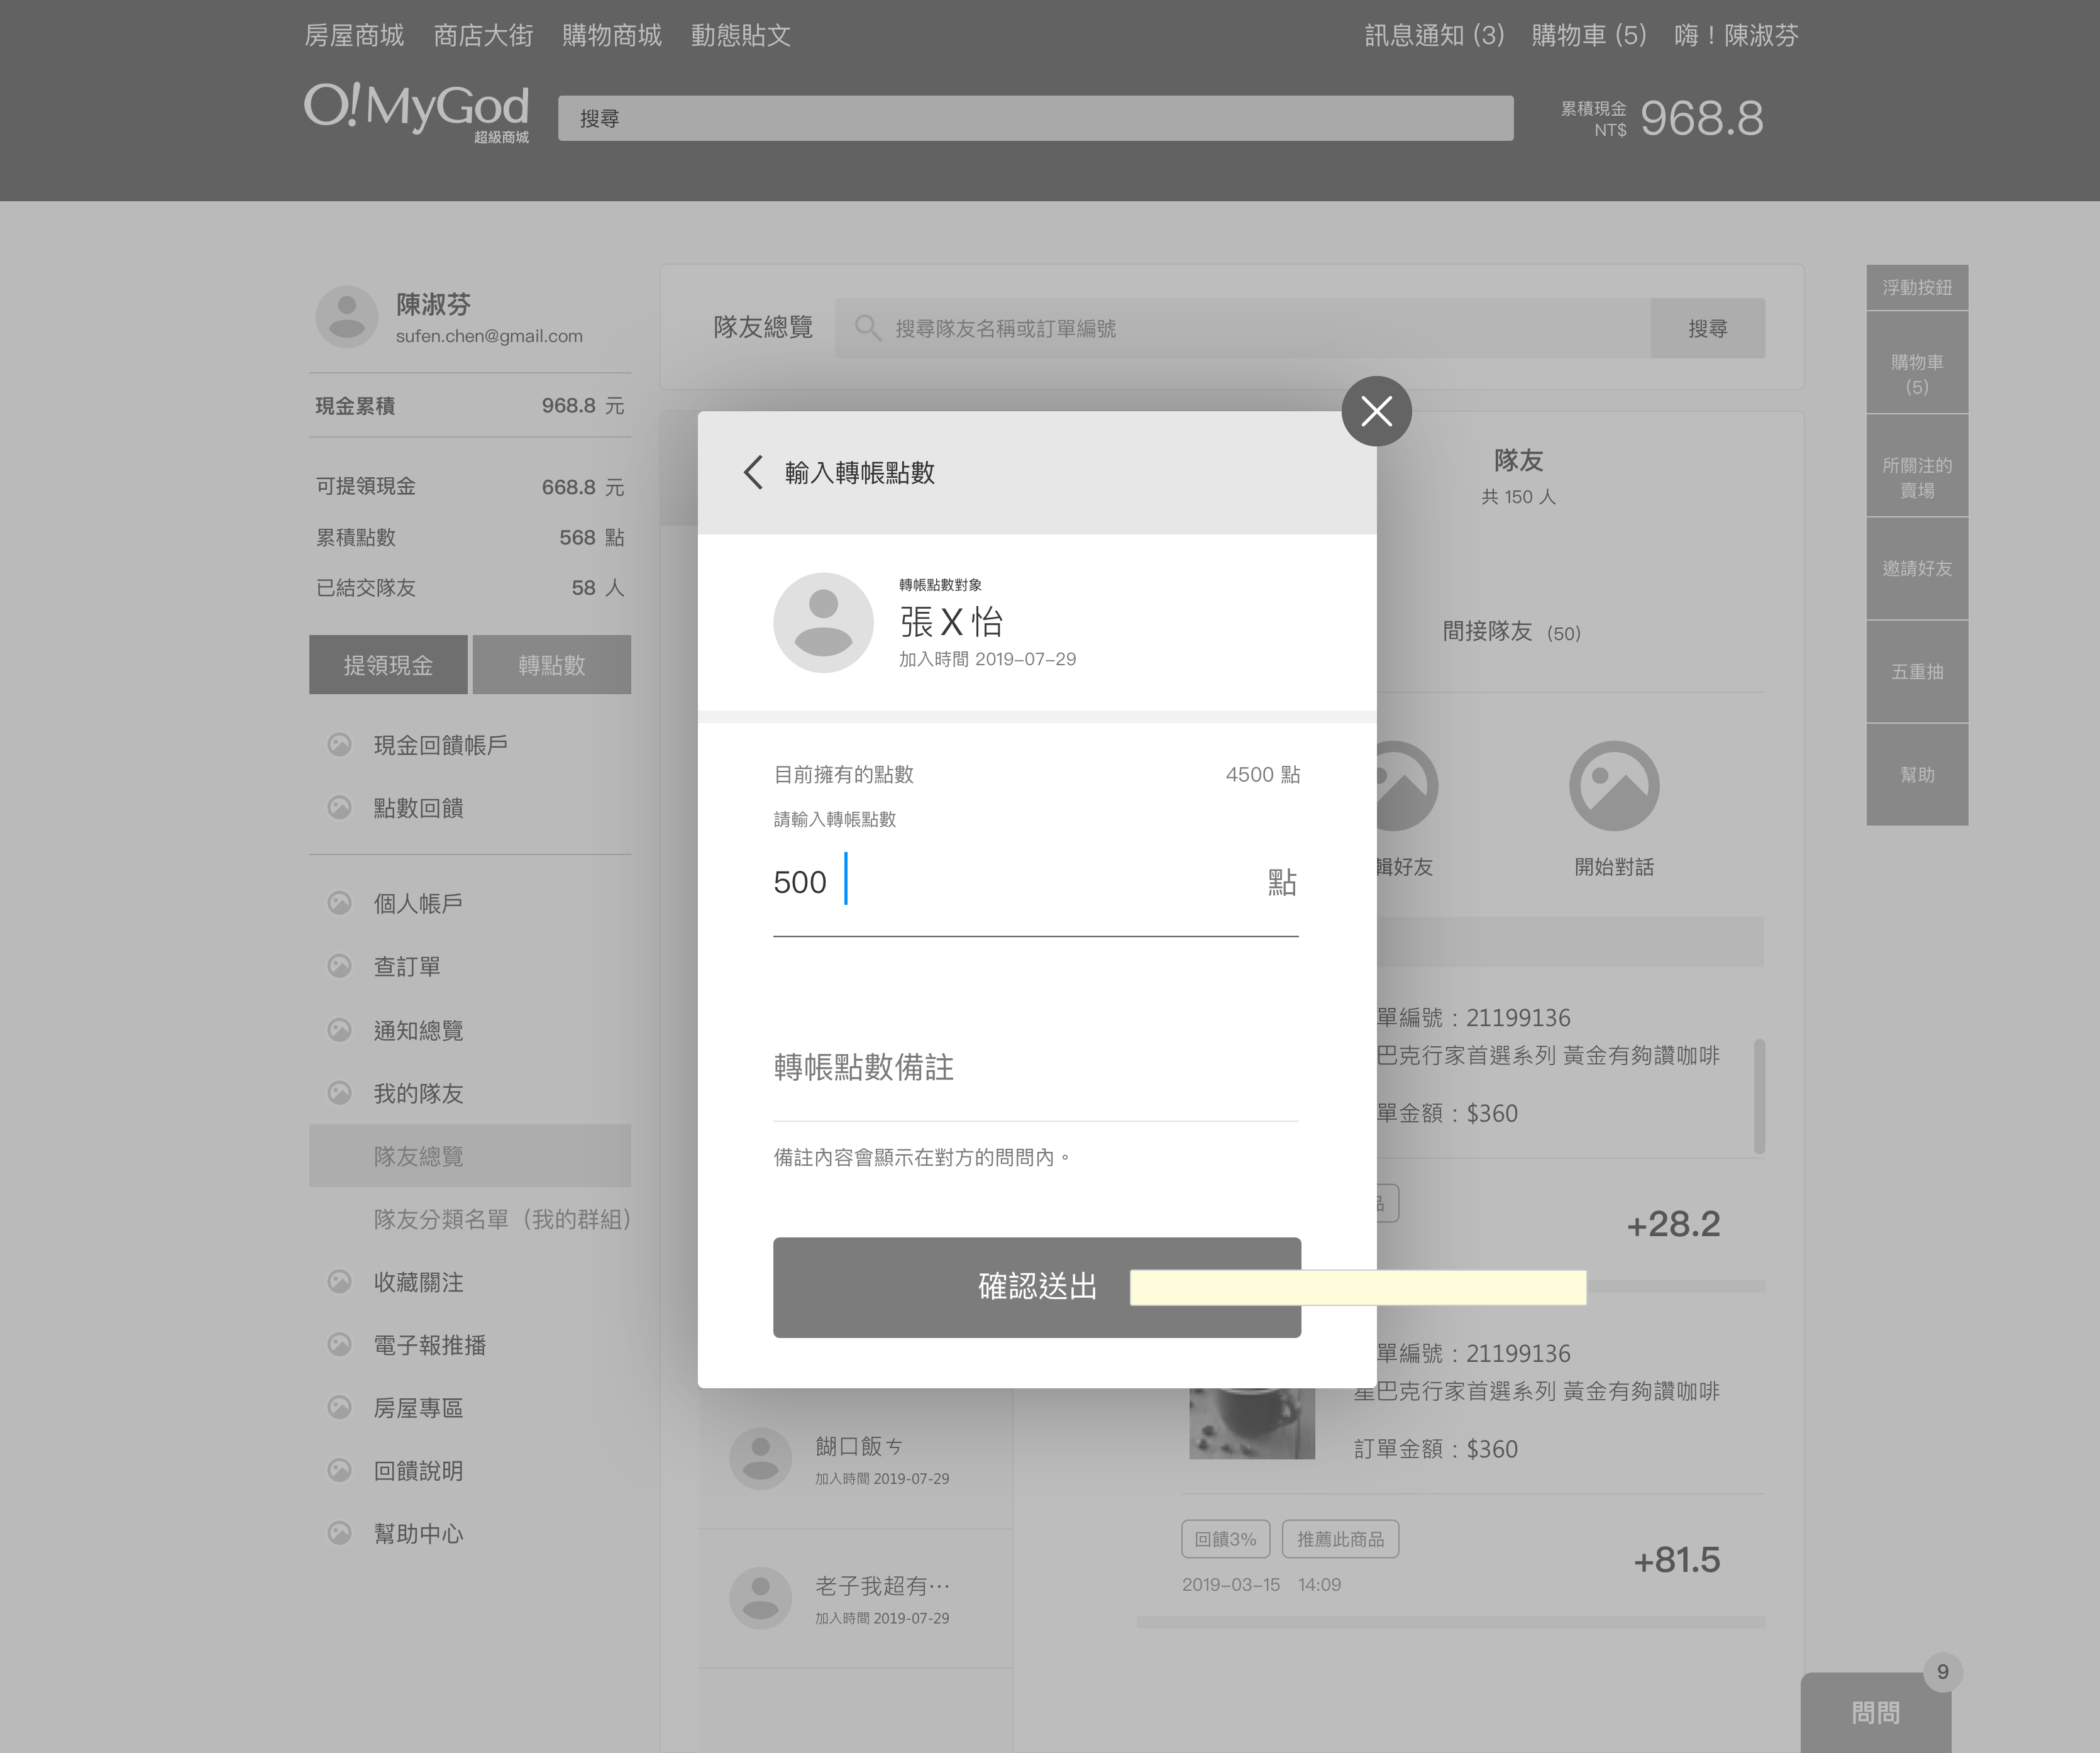 房屋商城 商店大街 購物商城 動態貼文
訊息通知 (3) 購物車 (5) 嗨！陳淑芬
O!MyGod
超級商城
搜尋
累積現金
NT$ 968.8
陳淑芬
sufen.chen@gmail.com
現金累積 968.8 元
可提領現金 668.8 元
累積點數 568 點
已結交隊友 58 人
提領現金 轉點數
現金回饋帳戶
點數回饋
個人帳戶
查訂單
通知總覽
我的隊友
隊友總覽
隊友分類名單（我的群組）
收藏關注
電子報推播
房屋專區
回饋說明
幫助中心
隊友總覽 搜尋隊友名稱或訂單編號 搜尋
輸入轉帳點數
轉帳點數對象
張X怡
加入時間 2019-07-29
目前擁有的點數 4500 點
請輸入轉帳點數
500 點
轉帳點數備註
備註內容會顯示在對方的問問內。
確認送出
隊友
共 150 人
間接隊友 (50)
輯好友 開始對話
單編號：21199136
巴克行家首選系列 黃金有夠讚咖啡
單金額：$360
品
+28.2
單編號：21199136
星巴克行家首選系列 黃金有夠讚咖啡
訂單金額：$360
回饋3% 推薦此商品
+81.5
2019-03-15 14:09
餬口飯ㄘ
加入時間 2019-07-29
老子我超有…
加入時間 2019-07-29
浮動按鈕
購物車
(5)
所關注的
賣場
邀請好友
五重抽
幫助
9
問問